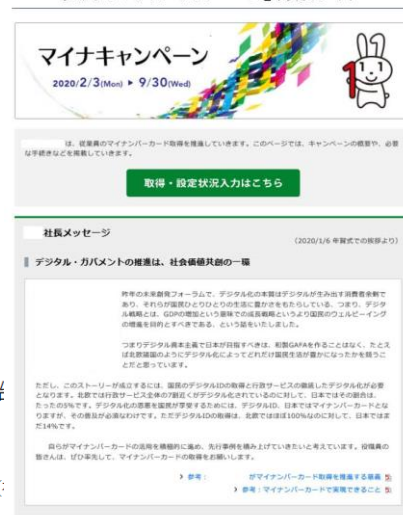 マイナキャンペーン
2020/2/3(Mon) ▶ 9/30(Wed)
は、従業員のマイナンバーカード取得を推進していきます。このページでは、キャンペーンの概要や、必要
な手続きなどを掲載していきます。
取得・設定状況入力はこちら
社長メッセージ
(2020/1/6 年賀式での挨拶より)
デジタル・ガバメントの推進は、社会価値共創の一環
昨年の未来創発フォーラムで、デジタル化の本質はデジタルが生み出す消費者余剰で
あり、それらが国民ひとりひとりの生活に豊かさをもたらしている、つまり、デジタ
ル戦略とは、GDPの増加という意味での成長戦略というより国民のウェルビーイング
の増進を目的とすべきである、という話をいたしました。
つまりデジタル資本主義で日本が目指すべきは、和製GAFAを作ることはなく、たとえ
ば北欧諸国のようにデジタル化によってどれだけ国民生活が豊かになったかを競うこ
とだと思っています。
ただし、このストーリーが成立するには、国民のデジタルIDの取得と行政サービスの徹底したデジタル化が必要
となります。北欧では行政サービス全体の7割近くがデジタル化されているのに対して、日本ではその割合は、
たったの5%です。デジタル化の恩恵を国民が享受するためには、デジタルID、日本ではマイナンバーカードとな
りますが、その普及が必須なわけです。ただデジタルIDの取得は、北欧ではほぼ100%なのに対して、日本ではま
だ14%です。
自らがマイナンバーカードの活用を積極的に進め、先行事例を積み上げていきたいと考えています。役職員の
皆さんは、ぜひ率先して、マイナンバーカードの取得をお願いします。
> 参考： がマイナンバーカード取得を推進する意義
> 参考：マイナンバーカードで実現できること